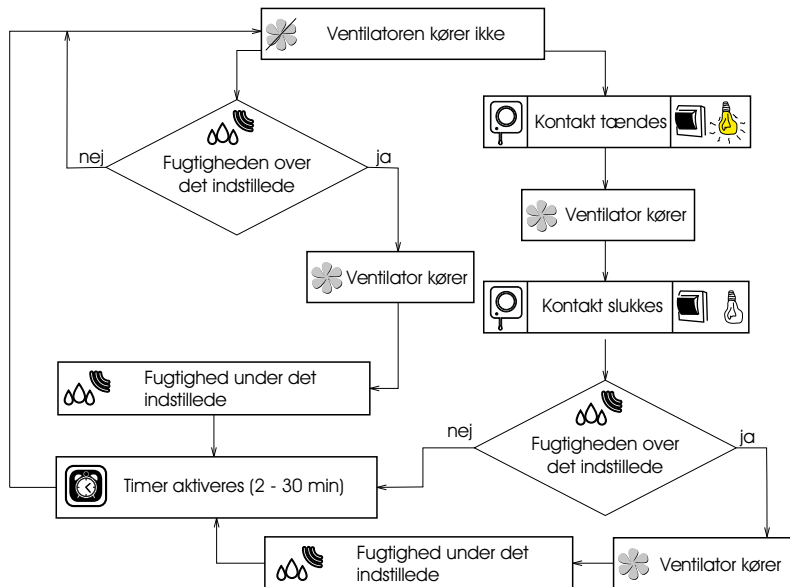 Ventilatoren kører ikke
Kontakt tændes
nej
Fugtigheden over
det indstillede
ja
Ventilator kører
Ventilator kører
Kontakt slukkes
Fugtighed under det
indstillede
nej
Fugtigheden over
det indstillede
ja
Timer aktiveres (2 - 30 min)
Fugtighed under det
indstillede
Ventilator kører